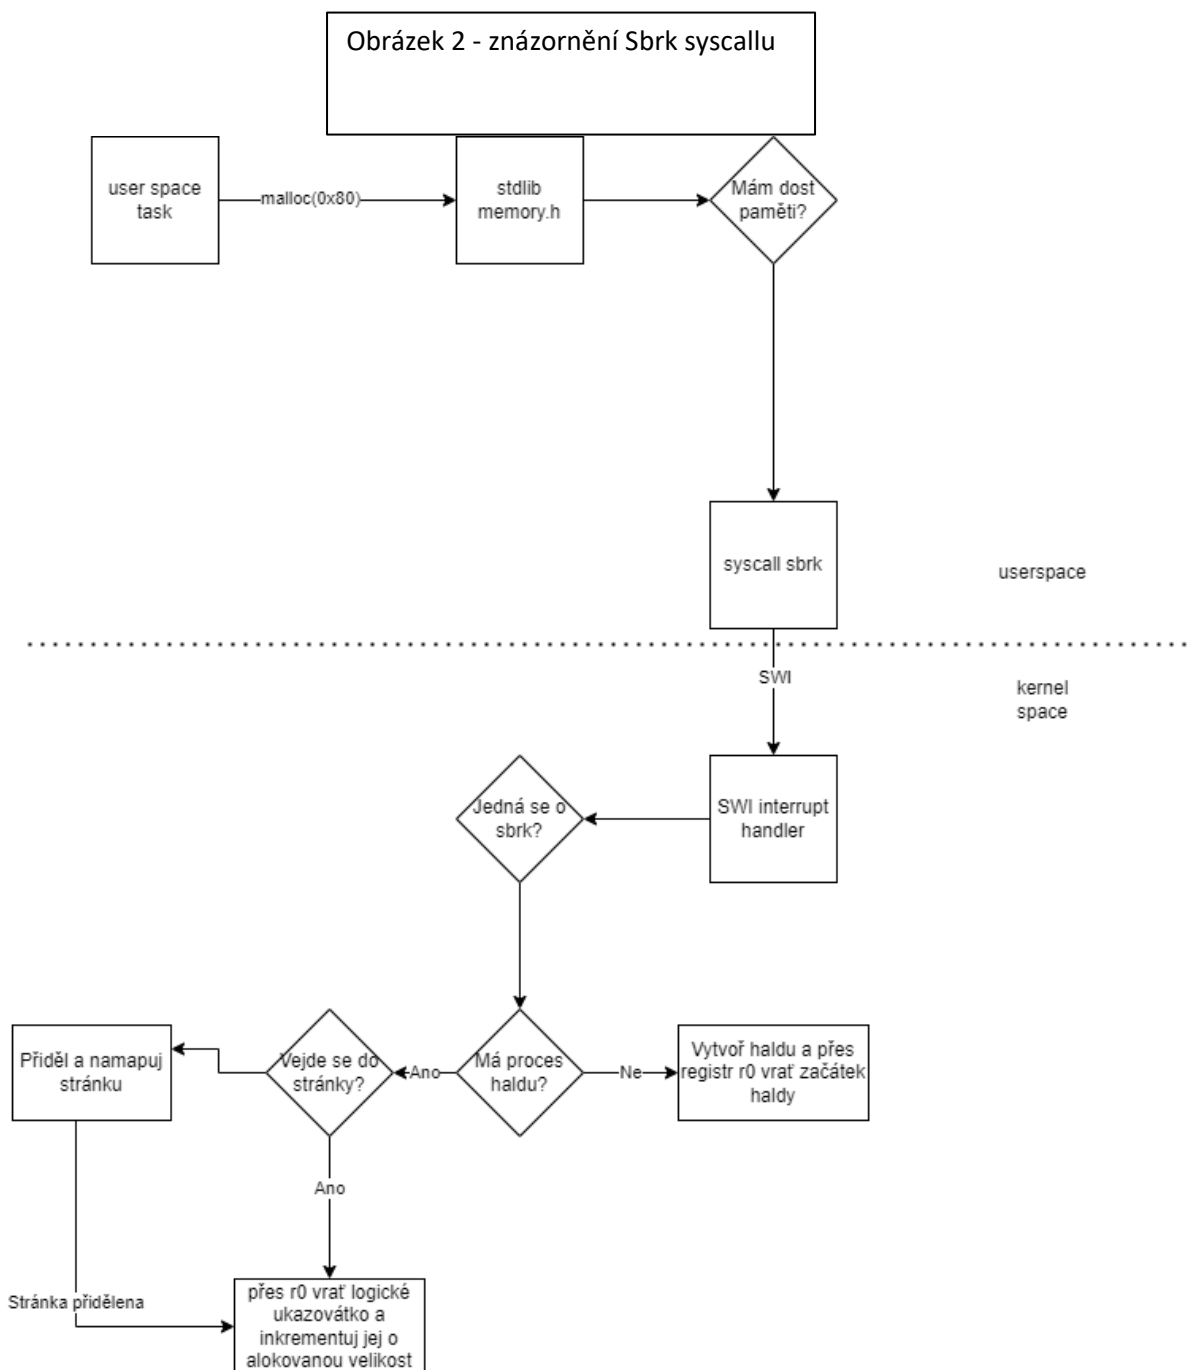 Obrázek 2 - znázornění Sbrk syscallu
user space
task
malloc(0x80)
stdlib
memory.h
Mám dost
paměti?
syscall sbrk
userspace
SWI
kernel
space
Jedná se o
sbrk?
SWI interrupt
handler
Přiděl a namapuj
stránku
Vejde se do
stránky?
Ano
Má proces
haldu?
Ne
Vytvoř haldu a přes
registr r0 vrať začátek
haldy
Ano
Stránka přidělena
přes r0 vrať logické
ukazovátko a
inkrementuj jej o
alokovanou velikost